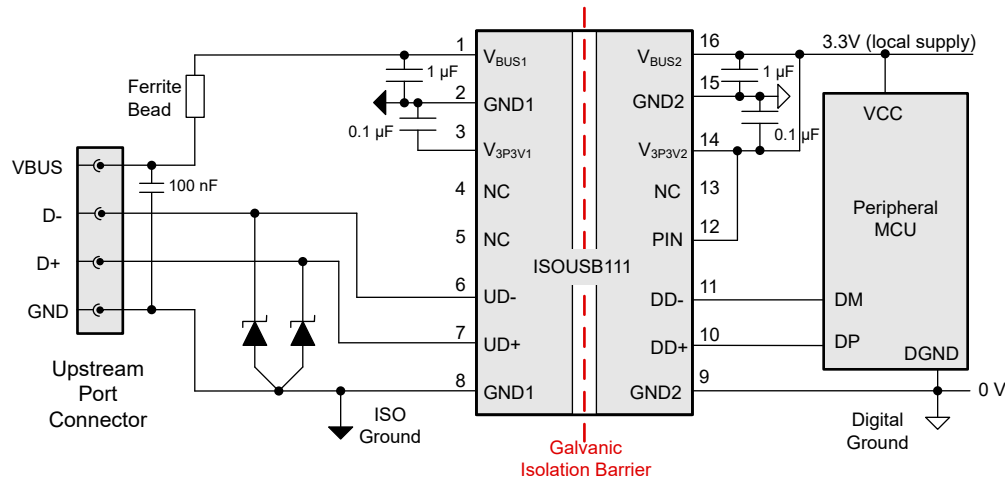 Ferrite
Bead
VBUS
D-
D+
GND
100 nF
Upstream
Port
Connector
1 µF
0.1 µF
ISO
Ground
1
2
3
4
5
6
7
8
VBUS1
GND1
V3P3V1
NC
NC
UD-
UD+
GND1
ISOUSB111
VBUS2
GND2
V3P3V2
NC
PIN
DD-
DD+
GND2
16
15
14
13
12
11
10
9
1 µF
0.1 µF
3.3V (local supply)
VCC
Peripheral
MCU
DM
DP
DGND
0 V
Digital
Ground
Galvanic
Isolation Barrier